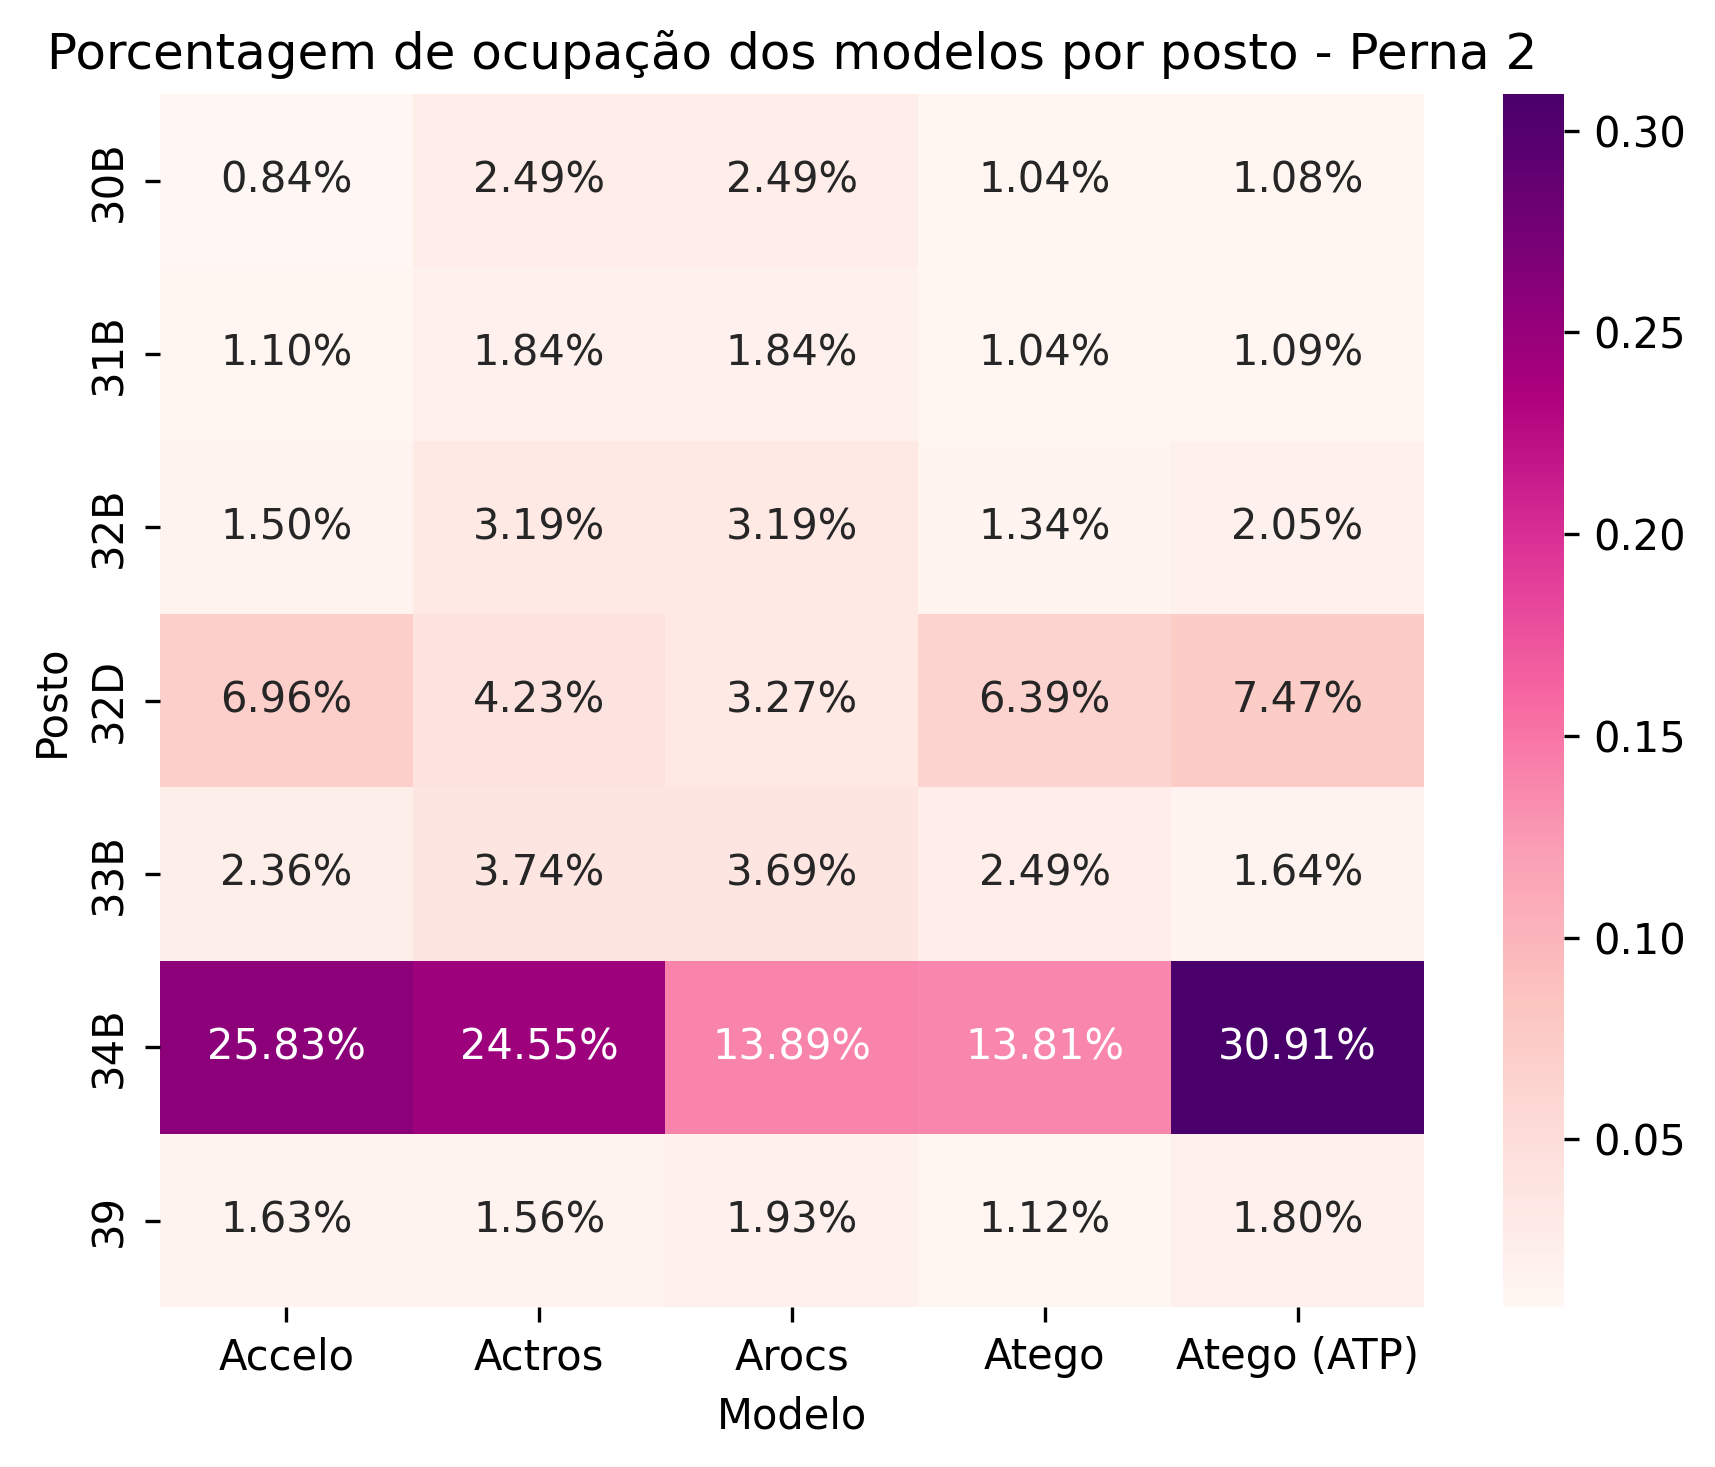 Porcentagem de ocupação dos modelos por posto - Perna 2
Posto
30B 0.84% 2.49% 2.49% 1.04% 1.08%
31B 1.10% 1.84% 1.84% 1.04% 1.09%
32B 1.50% 3.19% 3.19% 1.34% 2.05%
32D 6.96% 4.23% 3.27% 6.39% 7.47%
33B 2.36% 3.74% 3.69% 2.49% 1.64%
34B 25.83% 24.55% 13.89% 13.81% 30.91%
39 1.63% 1.56% 1.93% 1.12% 1.80%
Accelo Actros Arocs Atego Atego (ATP)
Modelo
0.30
0.25
0.20
0.15
0.10
0.05